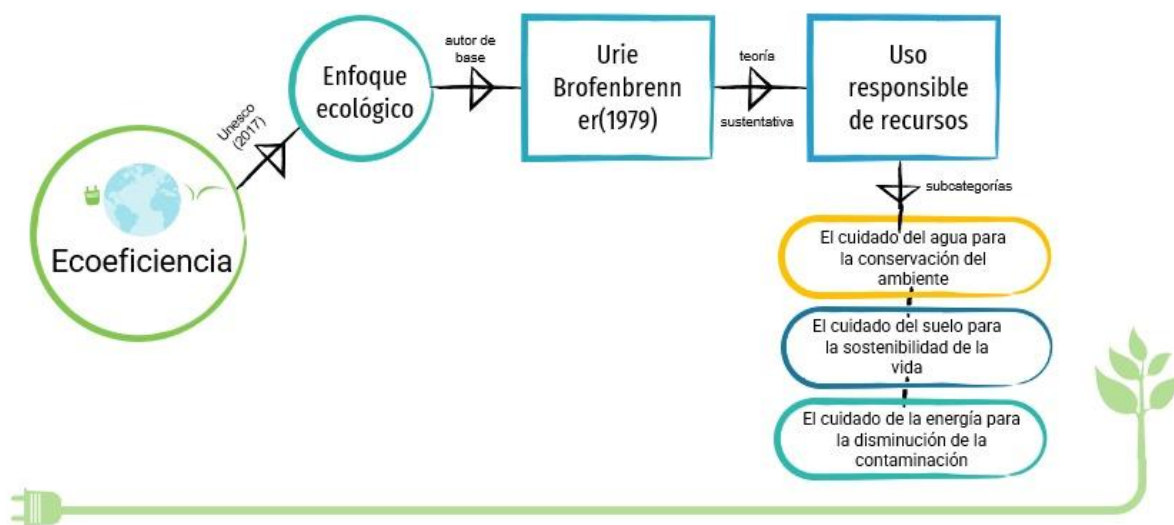 Ecoeficiencia
Unesco
(2017)
Enfoque
ecológico
autor de
base
Urie
Brofenbrenn
er(1979)
teoría
sustentativa
Uso
responsible
de recursos
subcategorías
El cuidado del agua para
la conservación del
ambiente
El cuidado del suelo para
la sostenibilidad de la
vida
El cuidado de la energía para
la disminución de la
contaminación